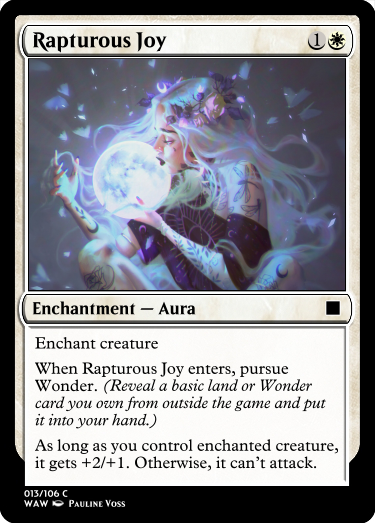 Rapturous Joy 1
Enchantment — Aura
Enchant creature
When Rapturous Joy enters, pursue
Wonder. (Reveal a basic land or Wonder
card you own from outside the game and put
it into your hand.)
As long as you control enchanted creature,
it gets +2/+1. Otherwise, it can't attack.
013/106 C
WAW Pauline Voss